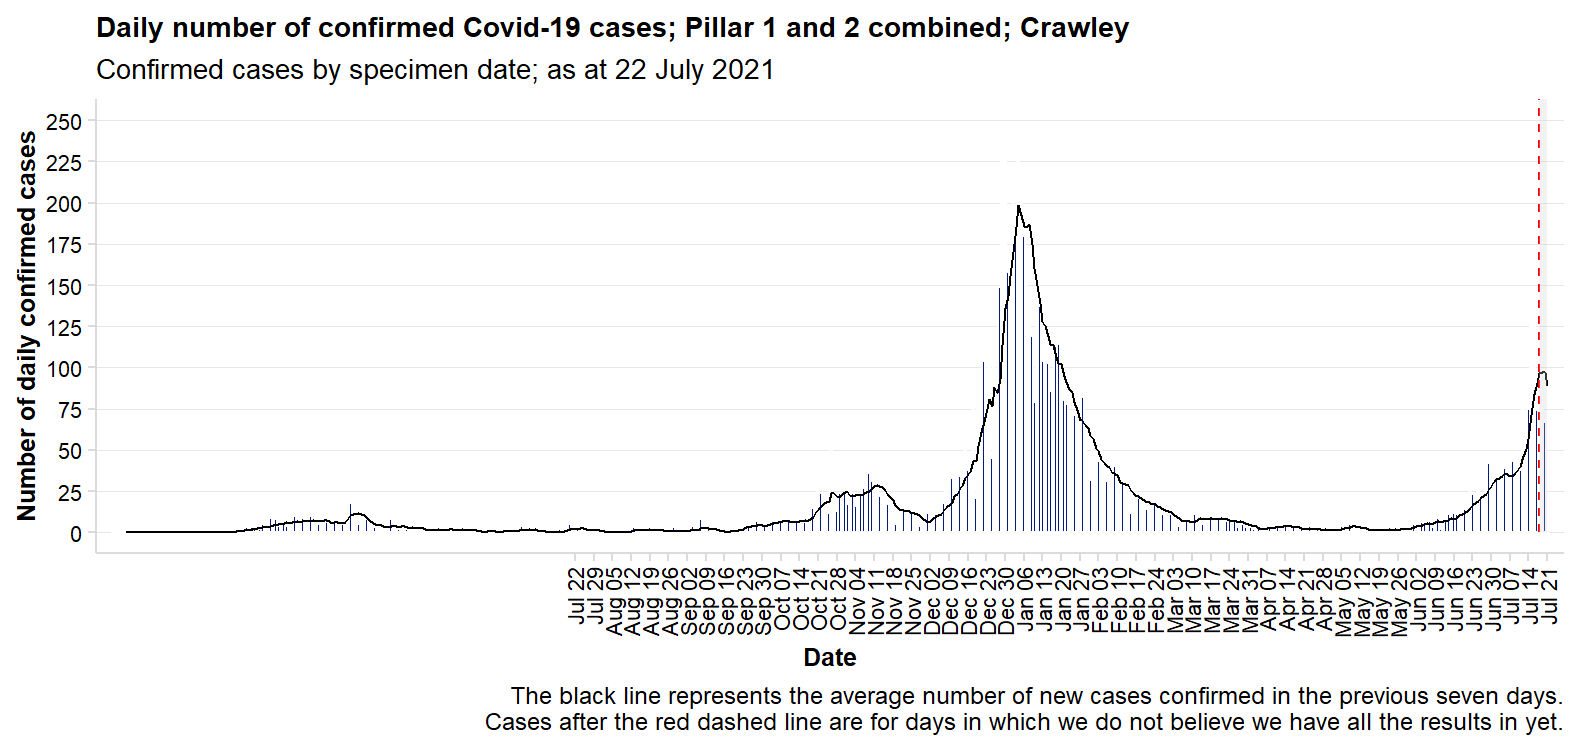 Daily number of confirmed Covid-19 cases; Pillar 1 and 2 combined; Crawley
Confirmed cases by specimen date; as at 22 July 2021
Number of daily confirmed cases
250
225
200
175
150
125
100
75
50
25
0
Jul 22
Jul 29
Aug 05
Aug 12
Aug 19
Aug 26
Sep 02
Sep 09
Sep 16
Sep 23
Sep 30
Oct 07
Oct 14
Oct 21
Oct 28
Nov 04
Nov 11
Nov 18
Nov 25
Dec 02
Dec 09
Dec 16
Dec 23
Dec 30
Jan 06
Jan 13
Jan 20
Jan 27
Feb 03
Feb 10
Feb 17
Feb 24
Mar 03
Mar 10
Mar 17
Mar 24
Mar 31
Apr 07
Apr 14
Apr 21
Apr 28
May 05
May 12
May 19
May 26
Jun 02
Jun 09
Jun 16
Jun 23
Jun 30
Jul 07
Jul 14
Jul 21
Date
The black line represents the average number of new cases confirmed in the previous seven days.
Cases after the red dashed line are for days in which we do not believe we have all the results in yet.